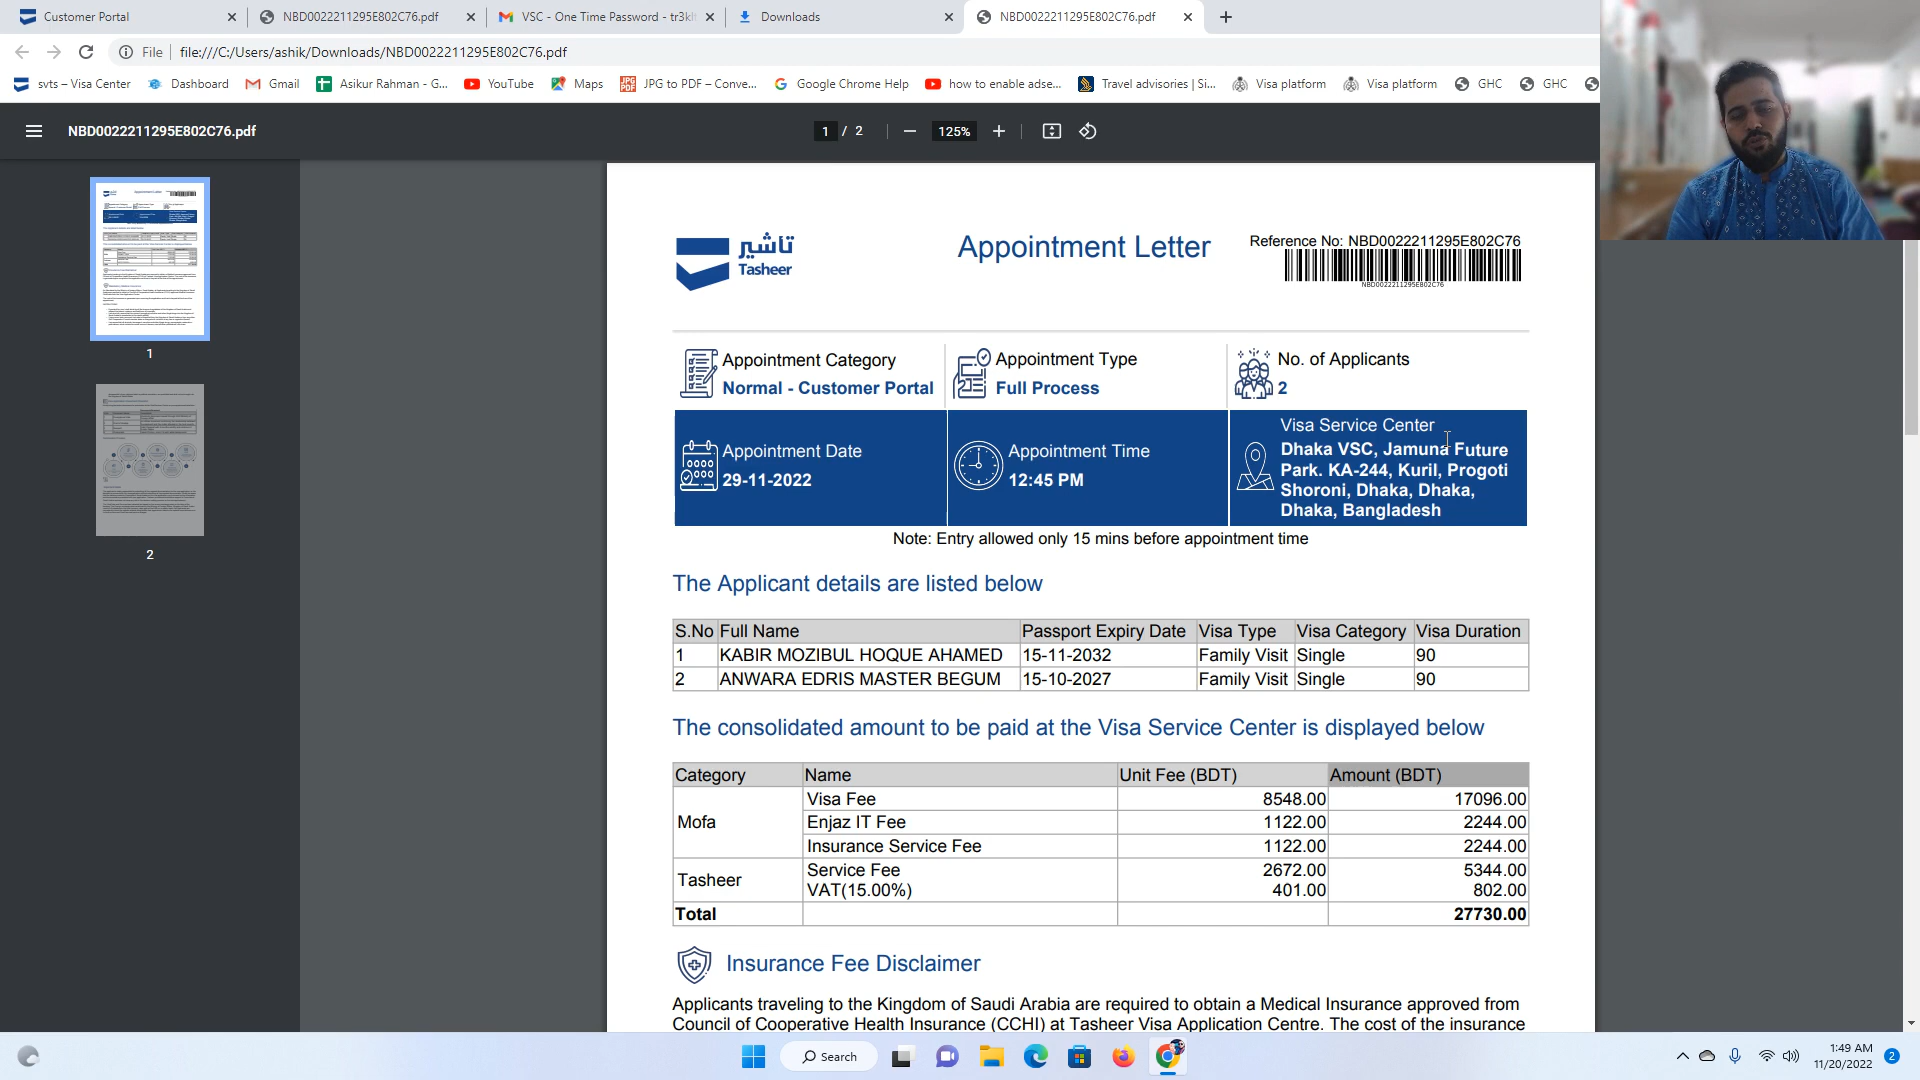 Customer Portal
NBD0022211295E802C76.pdf
VSC - One Time Password - tr3kl
Downloads
NBD0022211295E802C76.pdf
File
file:///C:/Users/ashik/Downloads/NBD0022211295E802C76.pdf
svts – Visa Center
Dashboard
Gmail
Asikur Rahman - G...
YouTube
Maps
JPG to PDF – Conve...
Google Chrome Help
how to enable adse...
Travel advisories | Si...
Visa platform
Visa platform
GHC
GHC
NBD0022211295E802C76.pdf
1 / 2
125%
1
2
تاشير
Tasheer
Appointment Letter
Reference No: NBD0022211295E802C76
NBD0022211295E802C76
Appointment Category
Normal - Customer Portal
Appointment Type
Full Process
No. of Applicants
2
Appointment Date
29-11-2022
Appointment Time
12:45 PM
Visa Service Center
Dhaka VSC, Jamuna Future
Park. KA-244, Kuril, Progoti
Shoroni, Dhaka, Dhaka,
Dhaka, Bangladesh
Note: Entry allowed only 15 mins before appointment time
The Applicant details are listed below
S.No Full Name Passport Expiry Date Visa Type Visa Category Visa Duration
1 KABIR MOZIBUL HOQUE AHAMED 15-11-2032 Family Visit Single 90
2 ANWARA EDRIS MASTER BEGUM 15-10-2027 Family Visit Single 90
The consolidated amount to be paid at the Visa Service Center is displayed below
Category Name Unit Fee (BDT) Amount (BDT)
Mofa
Visa Fee 8548.00 17096.00
Enjaz IT Fee 1122.00 2244.00
Insurance Service Fee 1122.00 2244.00
Tasheer
Service Fee 2672.00 5344.00
VAT(15.00%) 401.00 802.00
Total 27730.00
Insurance Fee Disclaimer
Applicants traveling to the Kingdom of Saudi Arabia are required to obtain a Medical Insurance approved from
Council of Cooperative Health Insurance (CCHI) at Tasheer Visa Application Centre. The cost of the insurance
Search
1:49 AM
11/20/2022
2